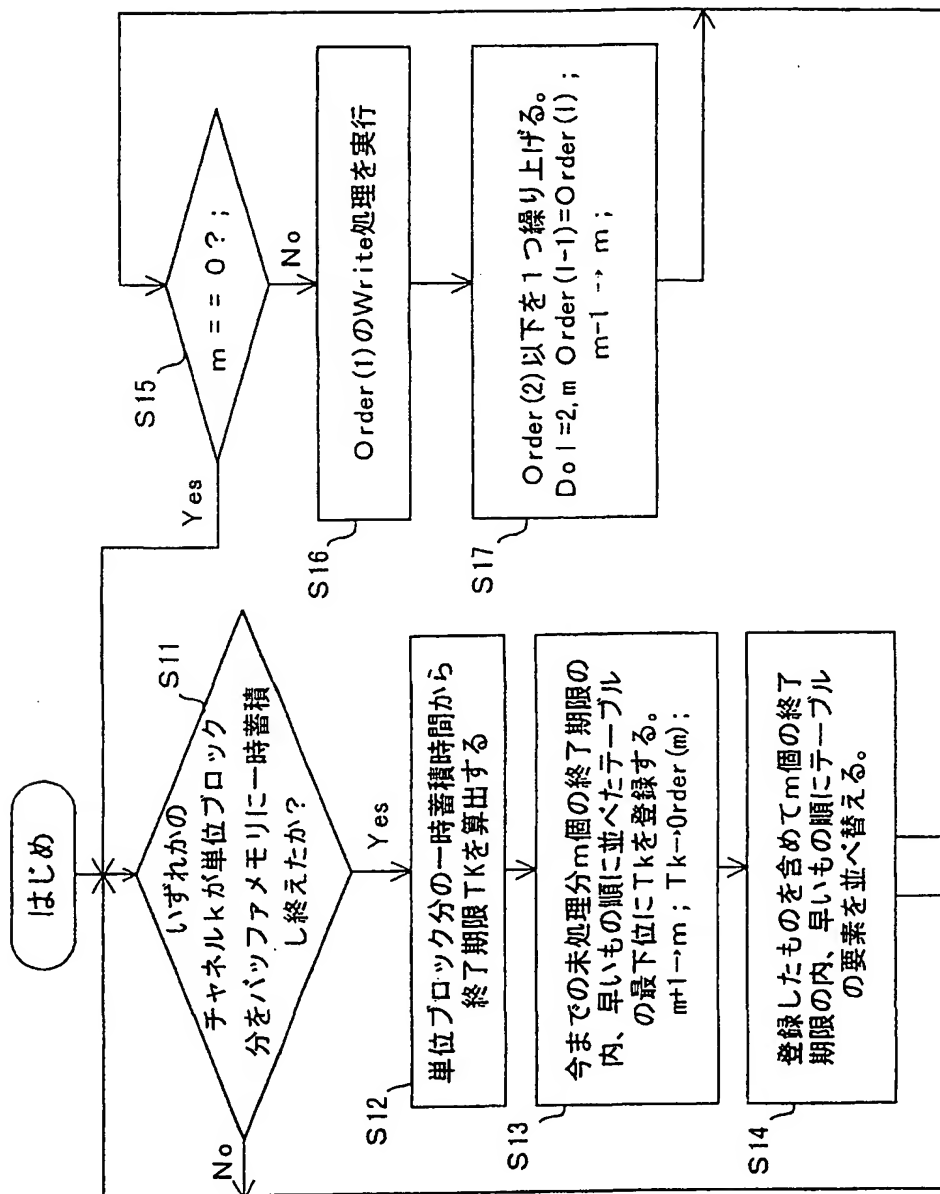 はじめ
S11
いずれかの
チャネルkが単位ブロック
分をバッファメモリに一時蓄積
し終えたか?
No
Yes
S12
単位ブロック分の一時蓄積時間から
終了期限TKを算出する
S13
今までの未処理分m個の終了期限の
内、早いもの順に並べたテーブル
の最下位にTkを登録する。
m+1→m; Tk→Order(m);
S14
登録したものを含めてm個の終了
期限の内、早いもの順にテーブル
の要素を並べ替える。
S15
m==0?;
Yes
No
S16
Order(1)のWrite処理を実行
S17
Order(2)以下を1つ繰り上げる。
Do l=2,m Order(l-1)=Order(l);
m-1→m;